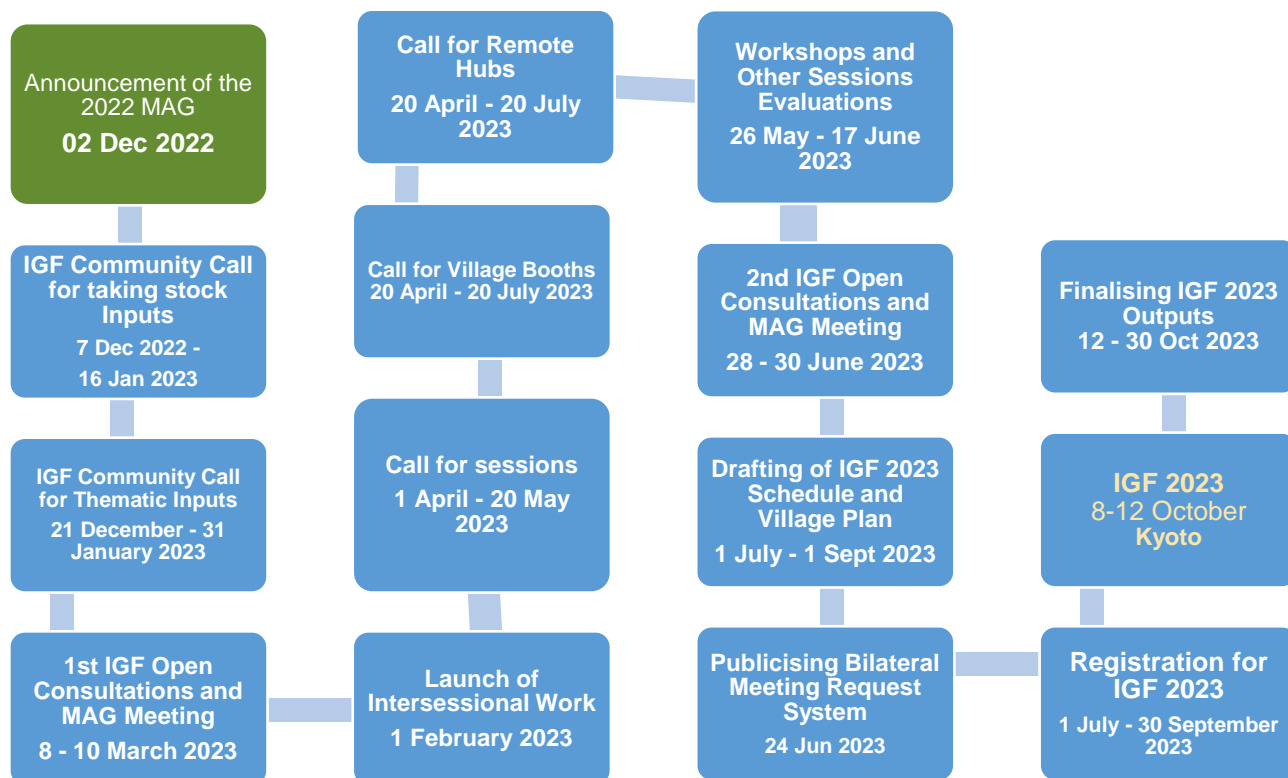 Announcement of the
2022 MAG
02 Dec 2022
IGF Community Call
for taking stock
Inputs
7 Dec 2022 -
16 Jan 2023
IGF Community Call
for Thematic Inputs
21 December - 31
January 2023
1st IGF Open
Consultations and
MAG Meeting
8 - 10 March 2023
Launch of
Intersessional Work
1 February 2023
Call for sessions
1 April - 20 May
2023
Call for Village Booths
20 April - 20 July 2023
Call for Remote
Hubs
20 April - 20 July
2023
Workshops and
Other Sessions
Evaluations
26 May - 17 June
2023
2nd IGF Open
Consultations and
MAG Meeting
28 - 30 June 2023
Drafting of IGF 2023
Schedule and
Village Plan
1 July - 1 Sept 2023
Publicising Bilateral
Meeting Request
System
24 Jun 2023
Registration for
IGF 2023
1 July - 30 September
2023
IGF 2023
8-12 October
Kyoto
Finalising IGF 2023
Outputs
12 - 30 Oct 2023